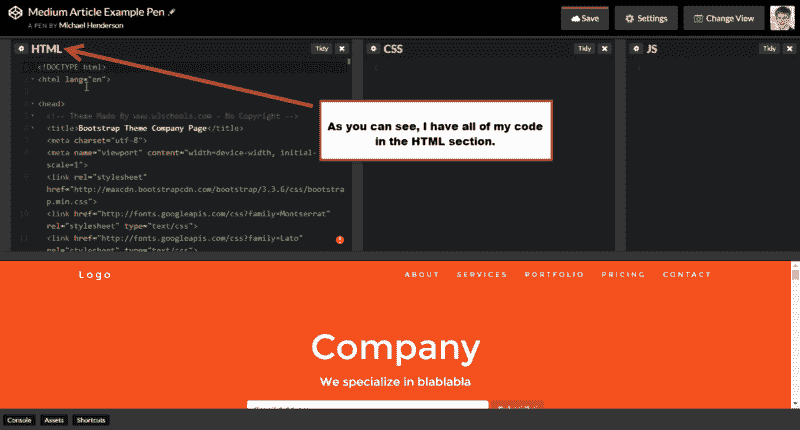 Medium Article Example Pen
A PEN BY Michael Henderson
Save
Settings
Change View
HTML
Tidy
CSS
Tidy
JS
Tidy
<!DOCTYPE html>
<html lang="en">
<head>
<!-- Theme Made By www.w3schools.com - No Copyright -->
<title>Bootstrap Theme Company Page</title>
<meta charset="utf-8">
<meta name="viewport" content="width=device-width, initial-
scale=1">
<link rel="stylesheet"
href="http://maxcdn.bootstrapcdn.com/bootstrap/3.3.6/css/bootstra
p.min.css">
<link href="http://fonts.googleapis.com/css?family=Montserrat"
rel="stylesheet" type="text/css">
<link href="http://fonts.googleapis.com/css?family=Lato"
rel="stylesheet" type="text/css">
As you can see, I have all of my code
in the HTML section.
Logo
ABOUT SERVICES PORTFOLIO PRICING CONTACT
Company
We specialize in blablabla
Console Assets Shortcuts